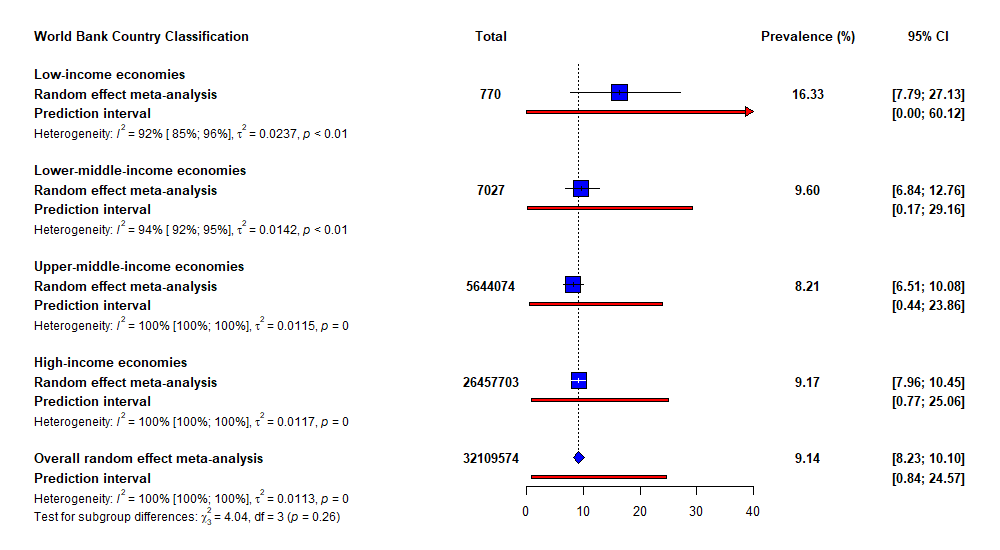 World Bank Country Classification Total Prevalence (%) 95% CI
Low-income economies
Random effect meta-analysis 770 16.33 [7.79; 27.13]
Prediction interval [0.00; 60.12]
Heterogeneity: I² = 92% [ 85%; 96%], τ² = 0.0237, p < 0.01
Lower-middle-income economies
Random effect meta-analysis 7027 9.60 [6.84; 12.76]
Prediction interval [0.17; 29.16]
Heterogeneity: I² = 94% [ 92%; 95%], τ² = 0.0142, p < 0.01
Upper-middle-income economies
Random effect meta-analysis 5644074 8.21 [6.51; 10.08]
Prediction interval [0.44; 23.86]
Heterogeneity: I² = 100% [100%; 100%], τ² = 0.0115, p = 0
High-income economies
Random effect meta-analysis 26457703 9.17 [7.96; 10.45]
Prediction interval [0.77; 25.06]
Heterogeneity: I² = 100% [100%; 100%], τ² = 0.0117, p = 0
Overall random effect meta-analysis 32109574 9.14 [8.23; 10.10]
Prediction interval [0.84; 24.57]
Heterogeneity: I² = 100% [100%; 100%], τ² = 0.0113, p = 0
Test for subgroup differences: χ²₃ = 4.04, df = 3 (p = 0.26)
0 10 20 30 40